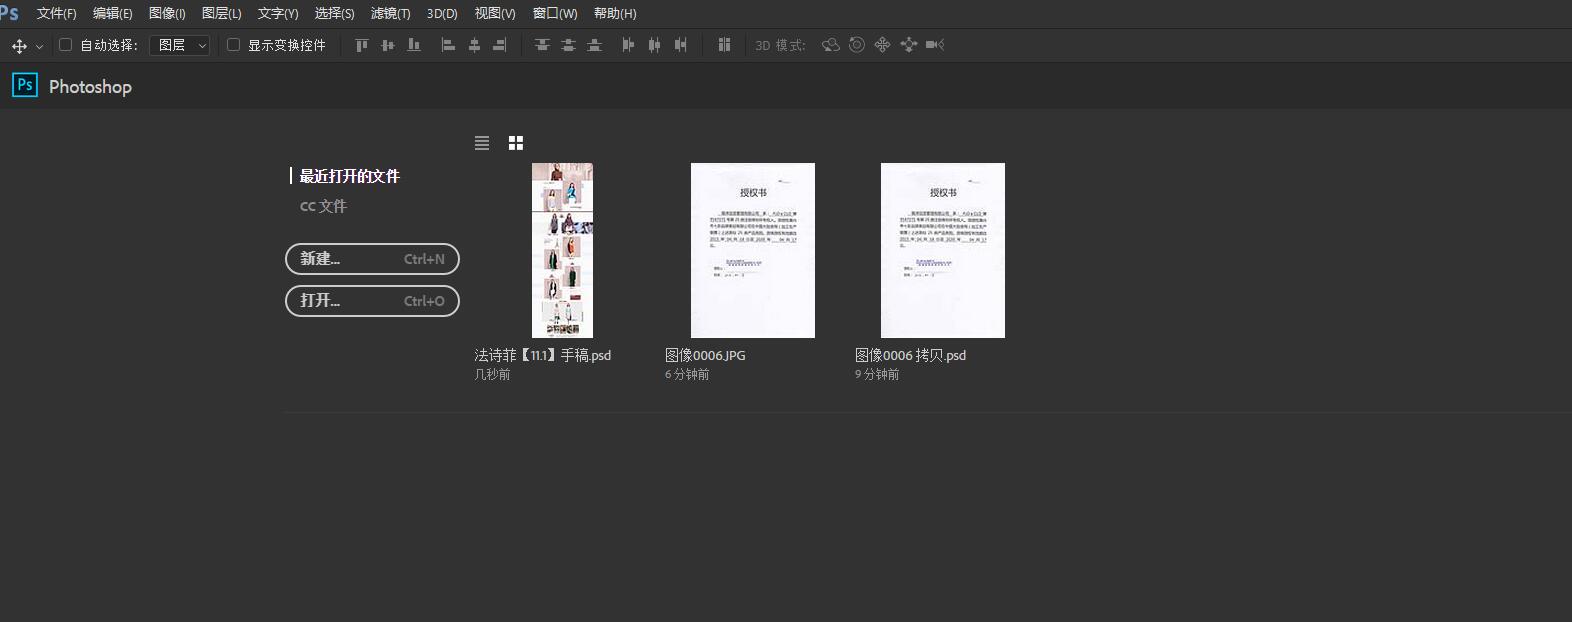 Ps 文件(F) 编辑(E) 图像(I) 图层(L) 文字(Y) 选择(S) 滤镜(T) 3D(D) 视图(V) 窗口(W) 帮助(H)
自动选择: 图层 显示变换控件 3D 模式:
Ps Photoshop
最近打开的文件
CC 文件
新建... Ctrl+N
打开... Ctrl+O
授权书
授权书
法诗菲【11.1】手稿.psd
几秒前
图像0006.JPG
6 分钟前
图像0006 拷贝.psd
9 分钟前